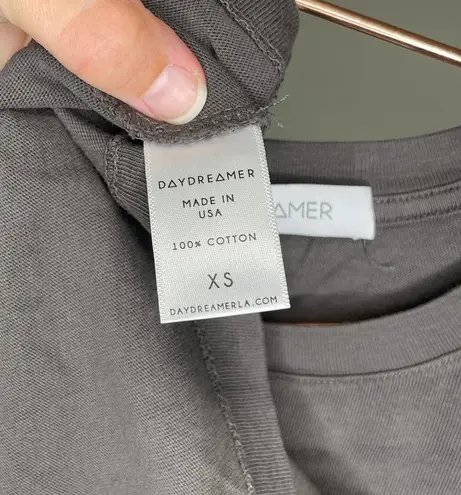 DAYDREAMER
MADE IN
USA
100% COTTON
XS
DAYDREAMERLA.COM
AMER